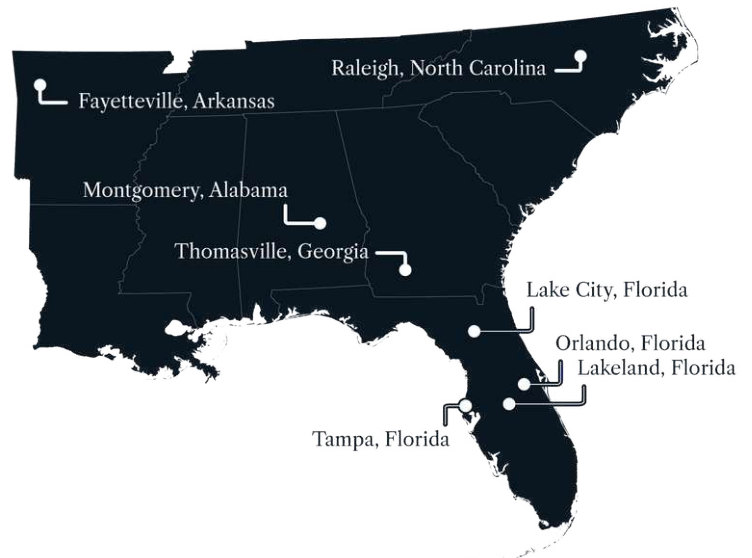 Raleigh, North Carolina
Fayetteville, Arkansas
Montgomery, Alabama
Thomasville, Georgia
Lake City, Florida
Orlando, Florida
Lakeland, Florida
Tampa, Florida